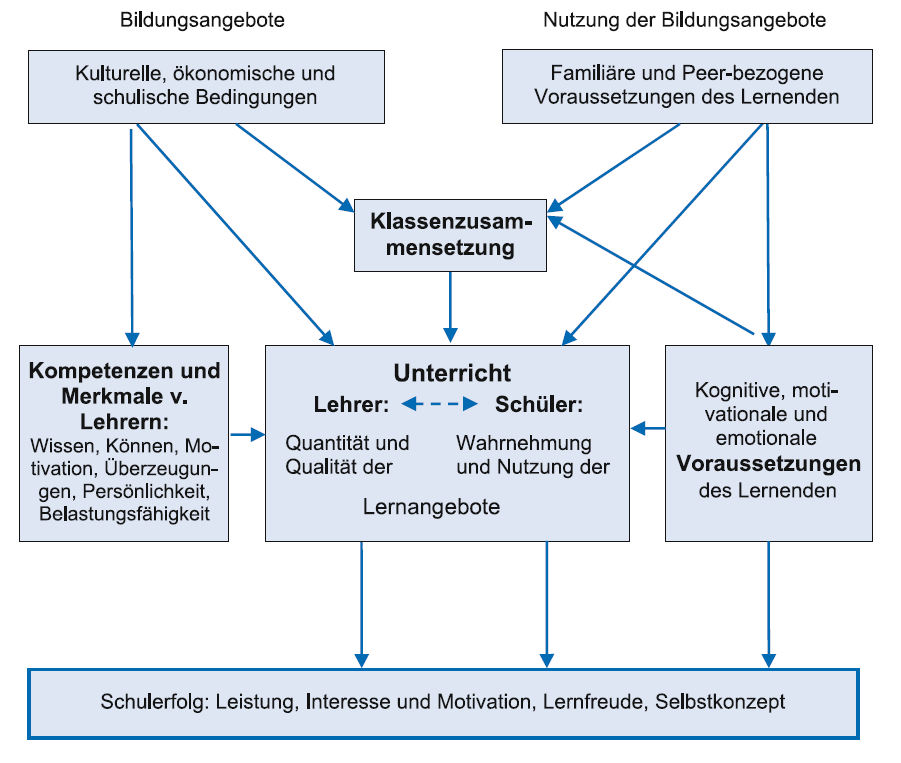 Bildungsangebote
Nutzung der Bildungsangebote
Kulturelle, ökonomische und
schulische Bedingungen
Familiäre und Peer-bezogene
Voraussetzungen des Lernenden
Klassenzusam-
mensetzung
Kompetenzen und
Merkmale v.
Lehrern:
Wissen, Können, Mo-
tivation, Überzeugun-
gen, Persönlichkeit,
Belastungsfähigkeit
Unterricht
Lehrer:
Schüler:
Quantität und
Qualität der
Wahrnehmung
und Nutzung der
Lernangebote
Kognitive, moti-
vationale und
emotionale
Voraussetzungen
des Lernenden
Schulerfolg: Leistung, Interesse und Motivation, Lernfreude, Selbstkonzept